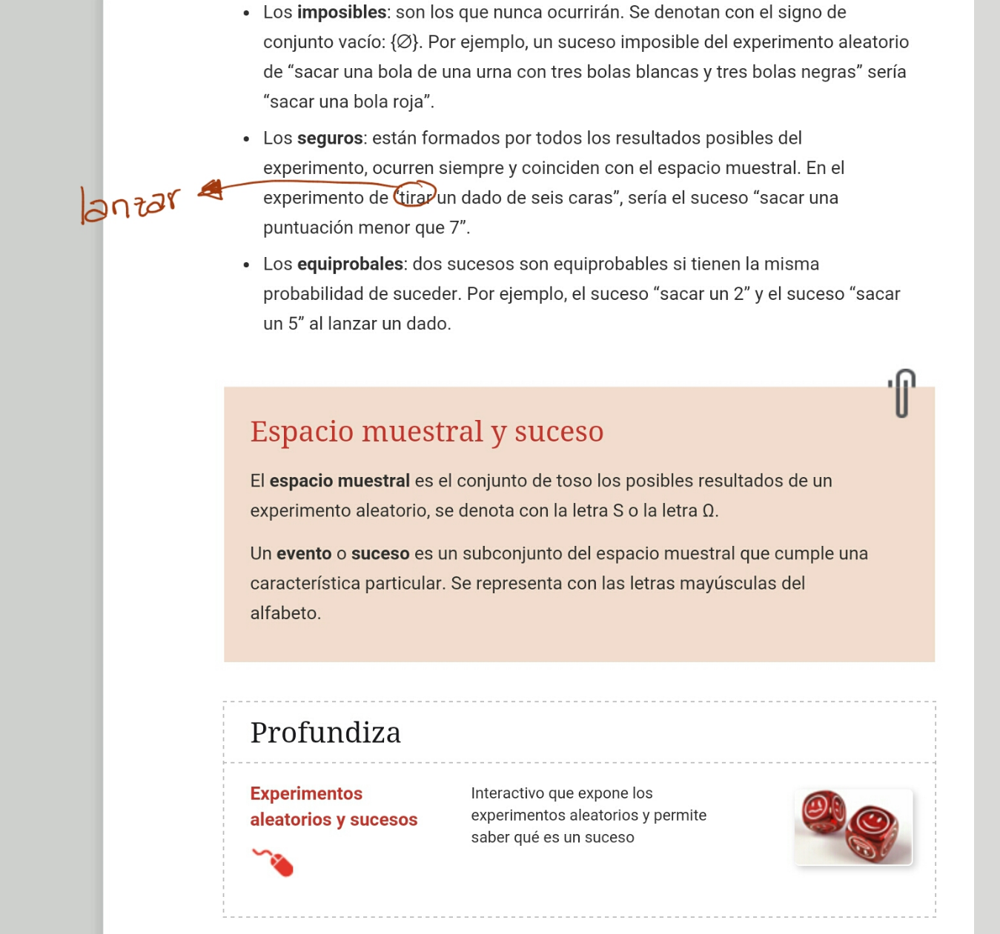 • Los imposibles: son los que nunca ocurrirán. Se denotan con el signo de
conjunto vacío: {∅}. Por ejemplo, un suceso imposible del experimento aleatorio
de “sacar una bola de una urna con tres bolas blancas y tres bolas negras” sería
“sacar una bola roja”.
• Los seguros: están formados por todos los resultados posibles del
experimento, ocurren siempre y coinciden con el espacio muestral. En el
lanzar
experimento de “tirar un dado de seis caras”, sería el suceso “sacar una
puntuación menor que 7”.
• Los equiprobales: dos sucesos son equiprobables si tienen la misma
probabilidad de suceder. Por ejemplo, el suceso “sacar un 2” y el suceso “sacar
un 5” al lanzar un dado.
Espacio muestral y suceso
El espacio muestral es el conjunto de toso los posibles resultados de un
experimento aleatorio, se denota con la letra S o la letra Ω.
Un evento o suceso es un subconjunto del espacio muestral que cumple una
característica particular. Se representa con las letras mayúsculas del
alfabeto.
Profundiza
Experimentos
aleatorios y sucesos
Interactivo que expone los
experimentos aleatorios y permite
saber qué es un suceso